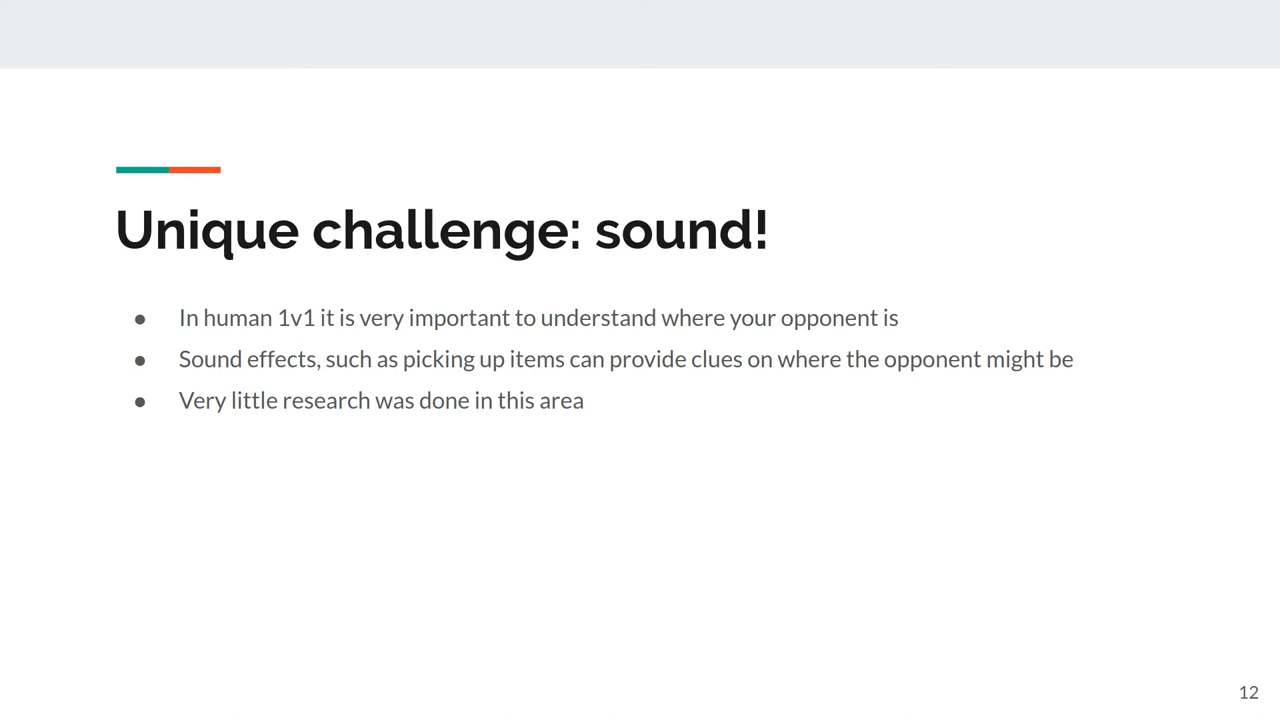 Unique challenge: sound!
● In human 1v1 it is very important to understand where your opponent is
● Sound effects, such as picking up items can provide clues on where the opponent might be
● Very little research was done in this area
12